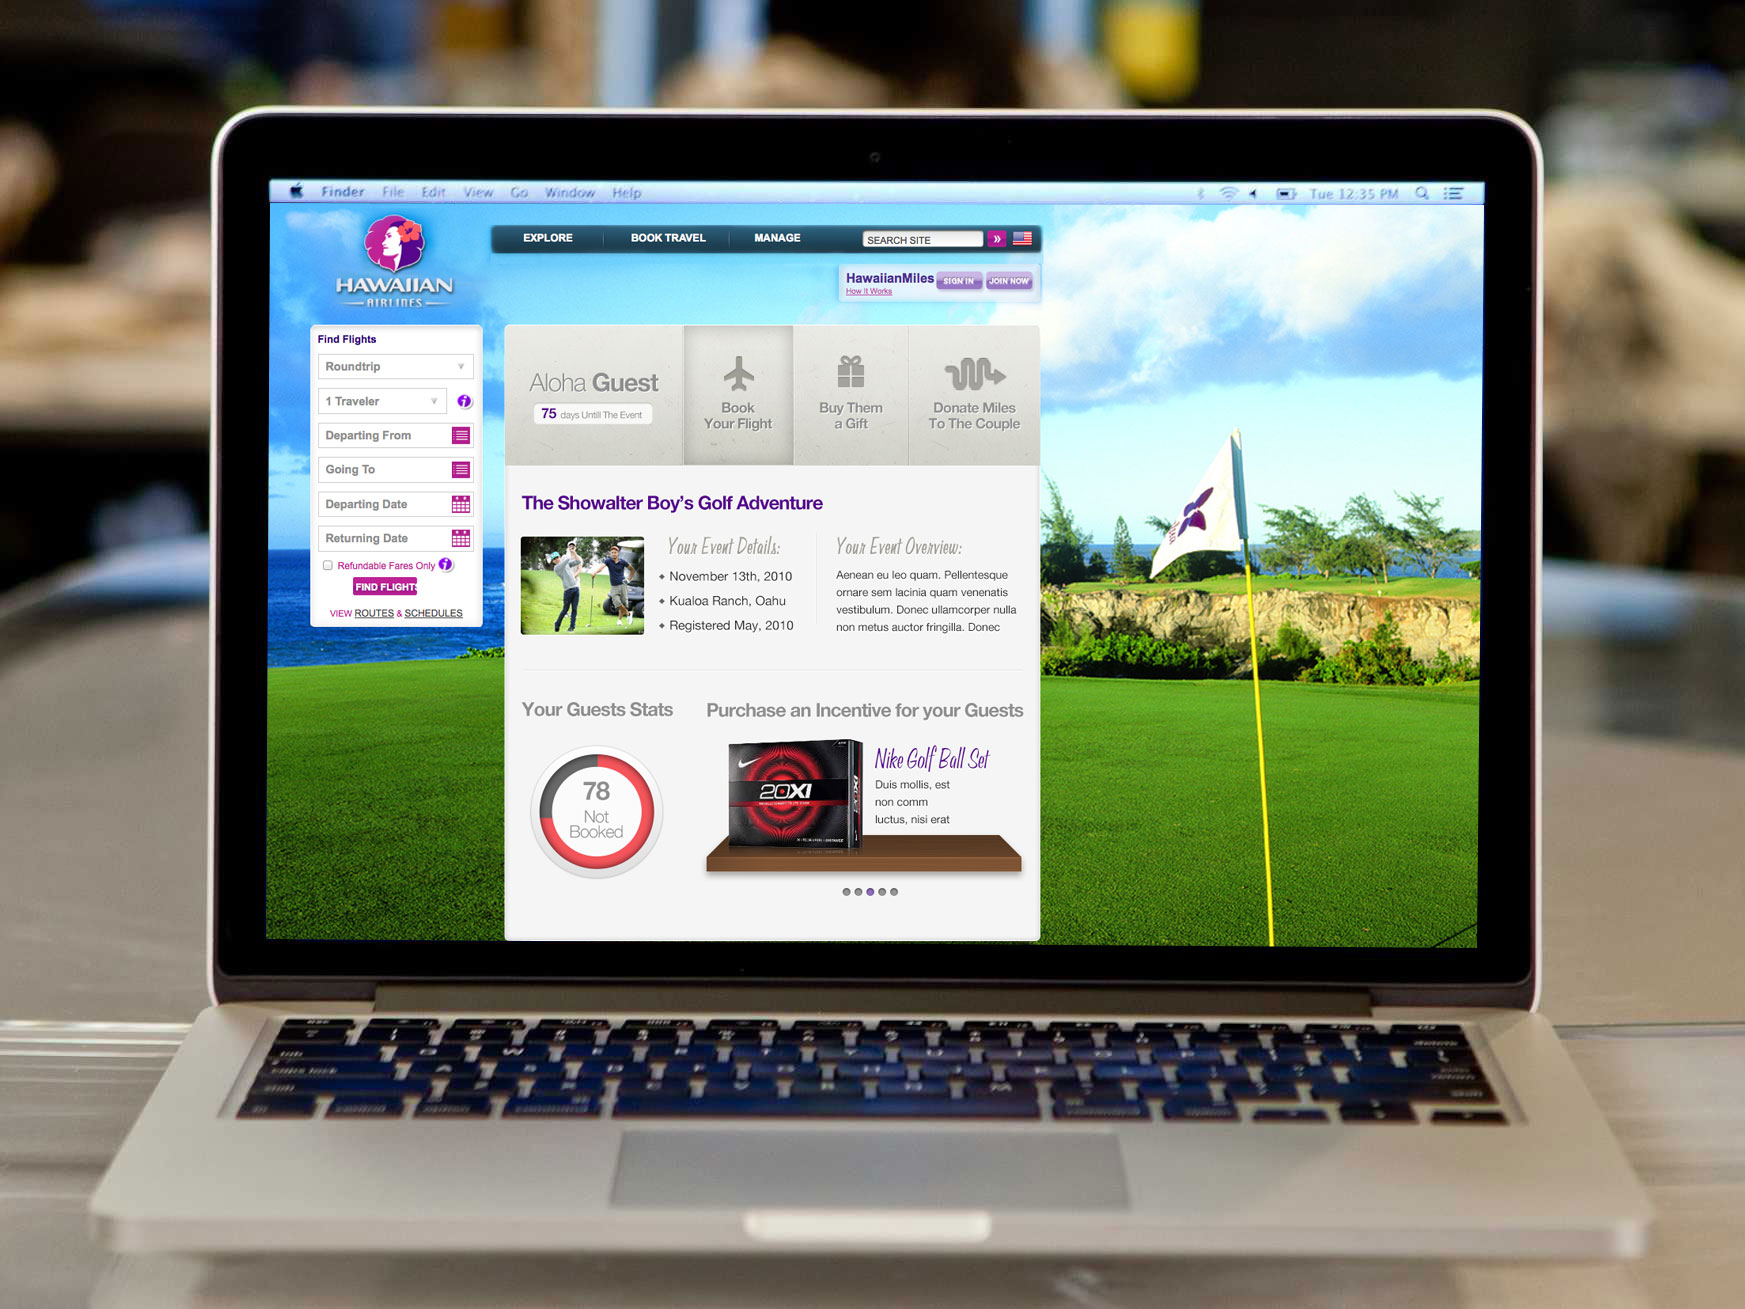 Finder File Edit View Go Window Help Tue 12:35 PM
HAWAIIAN
AIRLINES
EXPLORE BOOK TRAVEL MANAGE SEARCH SITE
HawaiianMiles SIGN IN JOIN NOW
How It Works
Find Flights
Roundtrip
1 Traveler
Departing From
Going To
Departing Date
Returning Date
Refundable Fares Only
FIND FLIGHTS
VIEW ROUTES & SCHEDULES
Aloha Guest
75 days Untill The Event
Book
Your Flight
Buy Them
a Gift
Donate Miles
To The Couple
The Showalter Boy's Golf Adventure
Your Event Details:
November 13th, 2010
Kualoa Ranch, Oahu
Registered May, 2010
Your Event Overview:
Aenean eu leo quam. Pellentesque
ornare sem lacinia quam venenatis
vestibulum. Donec ullamcorper nulla
non metus auctor fringilla. Donec
Your Guests Stats
78
Not
Booked
Purchase an Incentive for your Guests
20XI
Nike Golf Ball Set
Duis mollis, est
non comm
luctus, nisi erat